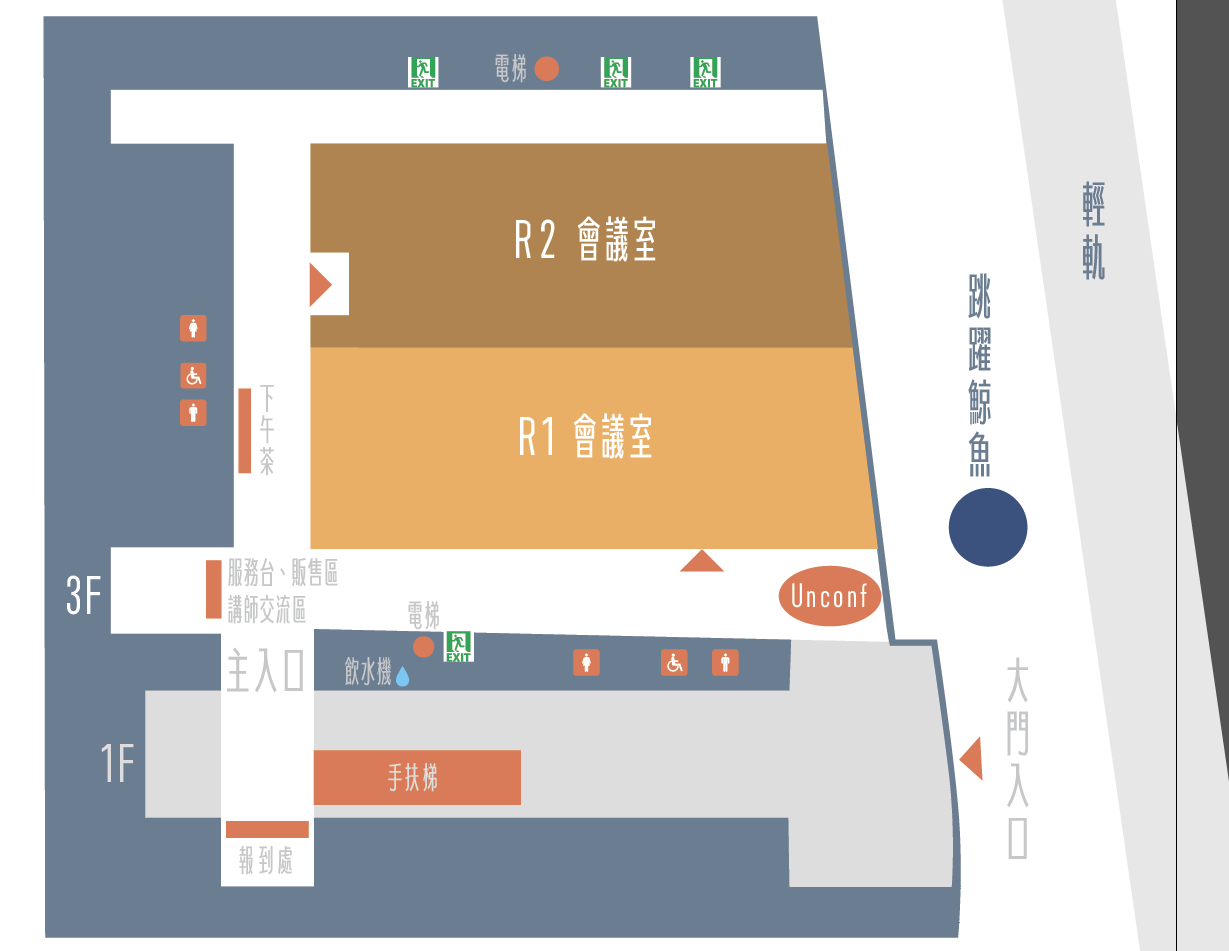 電梯
EXIT
EXIT
EXIT
輕軌
R2 會議室
跳躍鯨魚
下午茶
R1 會議室
3F
服務台、販售區
講師交流區
Unconf
電梯
EXIT
主入口
飲水機
大門入口
1F
手扶梯
報到處